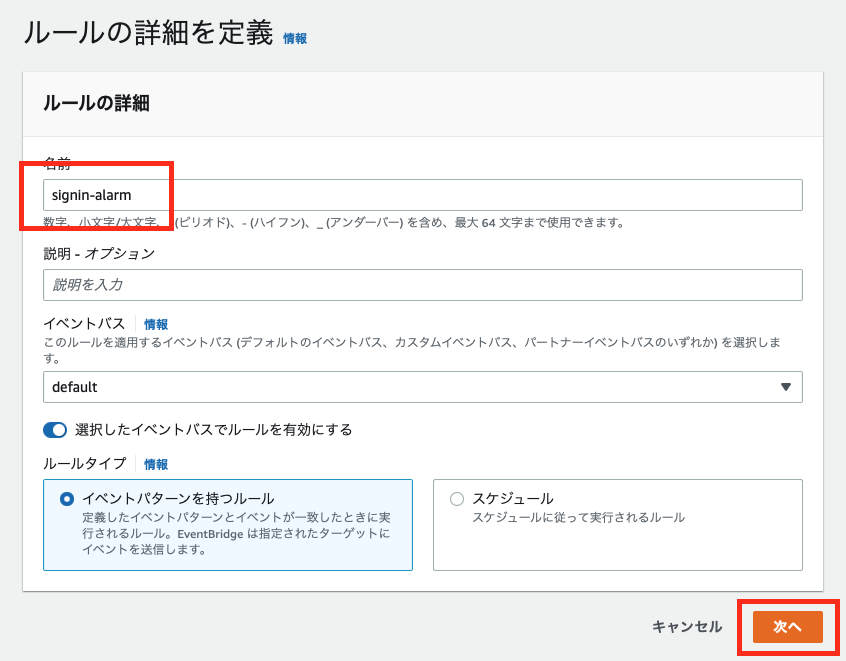 ルールの詳細を定義 情報
ルールの詳細
名前
signin-alarm
数字、小文字/大文字、 (ピリオド)、- (ハイフン)、_ (アンダーバー) を含め、最大 64 文字まで使用できます。
説明 - オプション
説明を入力
イベントバス 情報
このルールを適用するイベントバス (デフォルトのイベントバス、カスタムイベントバス、パートナーイベントバスのいずれか) を選択しま
す。
default
選択したイベントバスでルールを有効にする
ルールタイプ 情報
イベントパターンを持つルール
定義したイベントパターンとイベントが一致したときに実
行されるルール。EventBridge は指定されたターゲットに
イベントを送信します。
スケジュール
スケジュールに従って実行されるルール
キャンセル
次へ